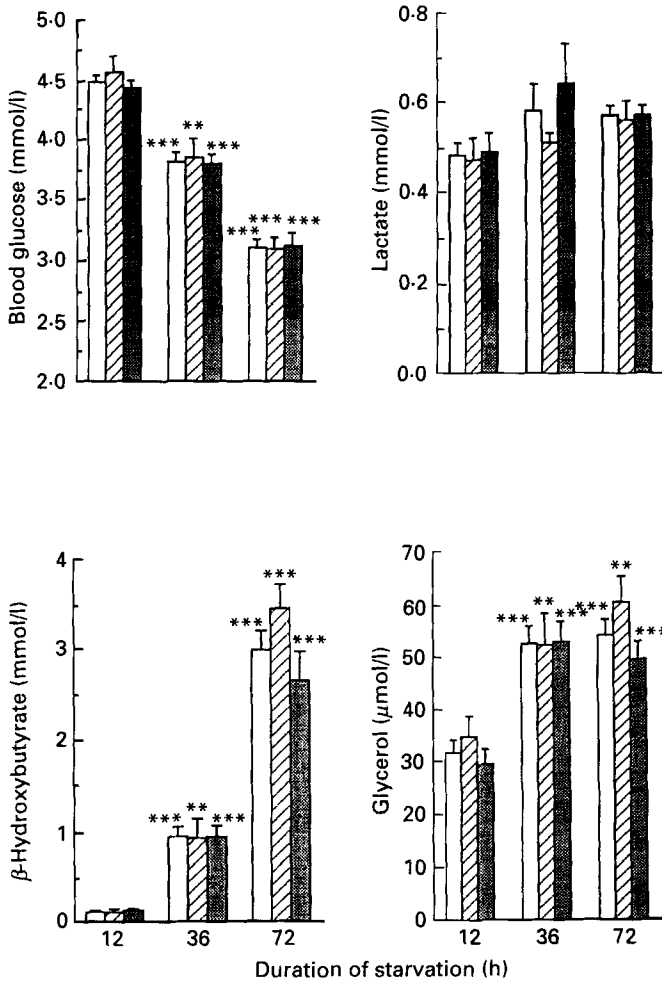 5·0
4·5
4·0
3·5
3·0
2·5
2·0
Blood glucose (mmol/l)
*** ** ***
*** *** ***
0·8
0·6
0·4
0·2
0·0
Lactate (mmol/l)
4
3
2
1
0
β-Hydroxybutyrate (mmol/l)
*** ** ***
*** *** ***
12 36 72
70
60
50
40
30
20
10
0
Glycerol (μmol/l)
*** ** ***
*** ** ***
12 36 72
Duration of starvation (h)